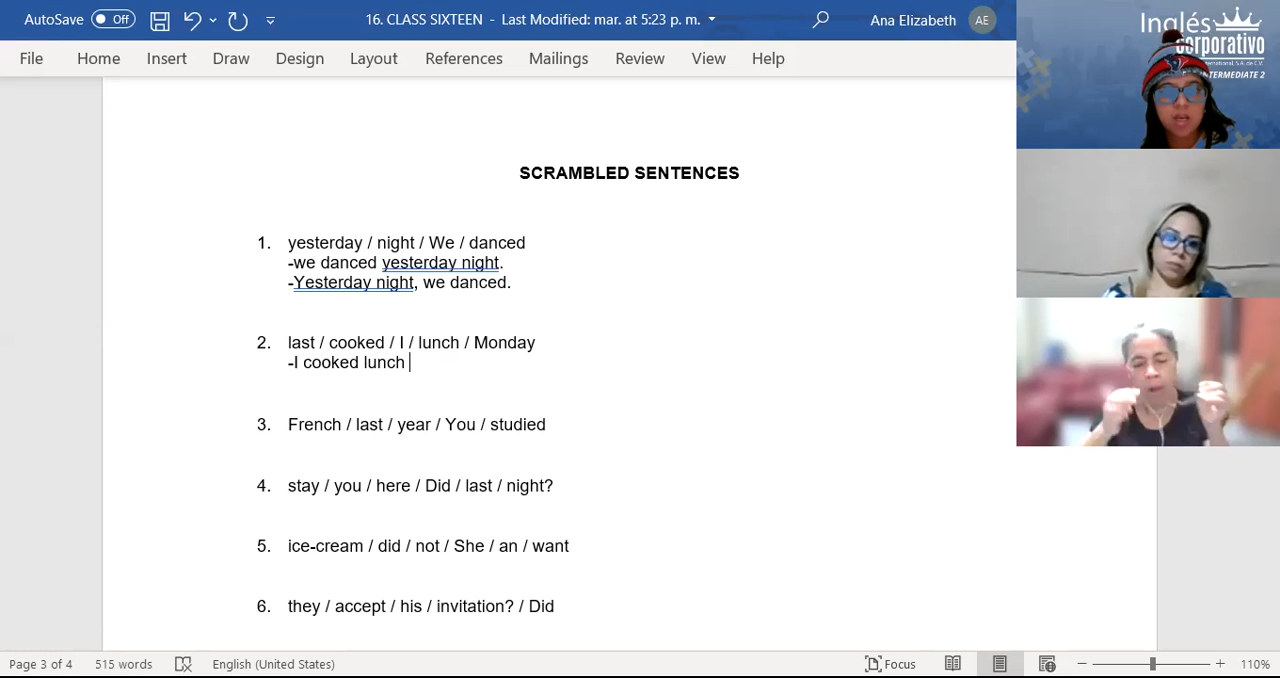 AutoSave Off 16. CLASS SIXTEEN - Last Modified: mar. at 5:23 p. m. Ana Elizabeth AE
File Home Insert Draw Design Layout References Mailings Review View Help
Inglés
corporativo
International, S.A. de C.V.
INTERMEDIATE 2
SCRAMBLED SENTENCES
1. yesterday / night / We / danced
-we danced yesterday night.
-Yesterday night, we danced.
2. last / cooked / I / lunch / Monday
-I cooked lunch
3. French / last / year / You / studied
4. stay / you / here / Did / last / night?
5. ice-cream / did / not / She / an / want
6. they / accept / his / invitation? / Did
Page 3 of 4 515 words English (United States) Focus 110%